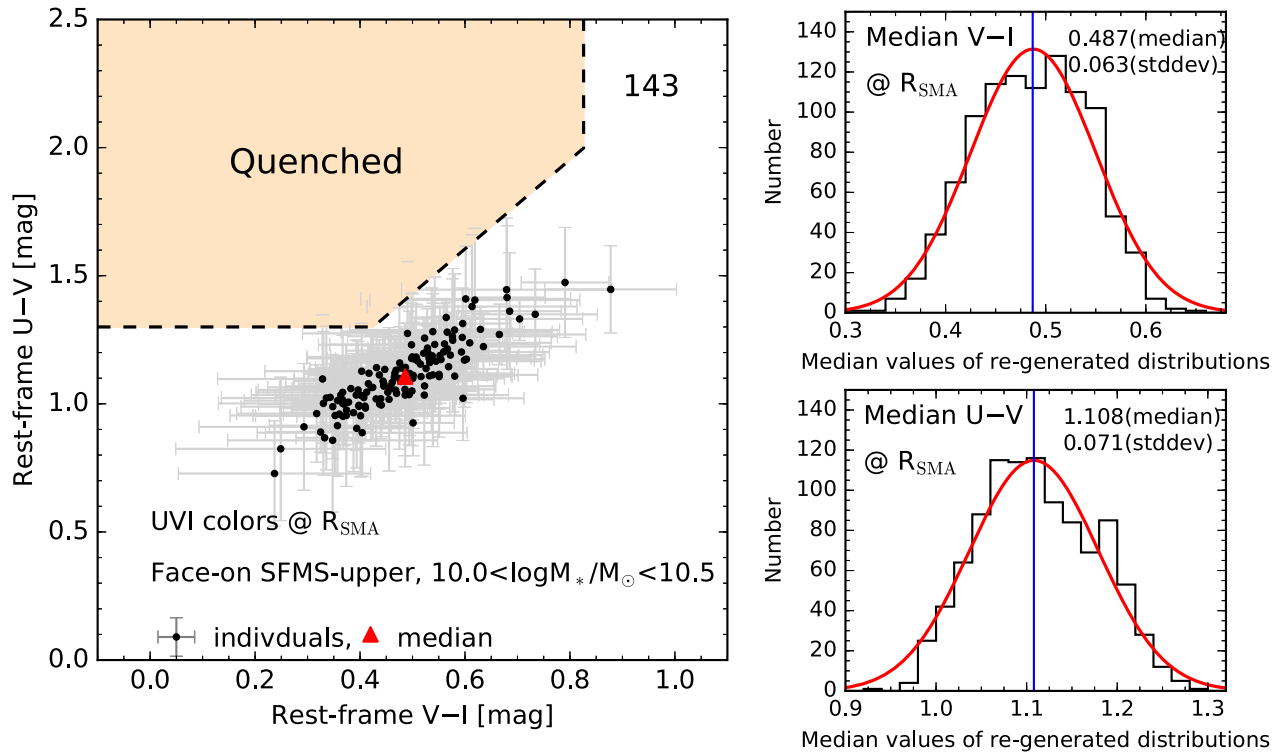 2.5
2.0
1.5
1.0
0.5
0.0
Rest-frame U−V [mag]
143
Quenched
UVI colors @ R_SMA
Face-on SFMS-upper, 10.0<logM_*/M_⊙<10.5
indivduals, median
0.0 0.2 0.4 0.6 0.8 1.0
Rest-frame V−I [mag]
140
120
100
80
60
40
20
0
Number
Median V−I
@ R_SMA
0.487(median)
0.063(stddev)
0.3 0.4 0.5 0.6
Median values of re-generated distributions
140
120
100
80
60
40
20
0
Number
Median U−V
@ R_SMA
1.108(median)
0.071(stddev)
0.9 1.0 1.1 1.2 1.3
Median values of re-generated distributions